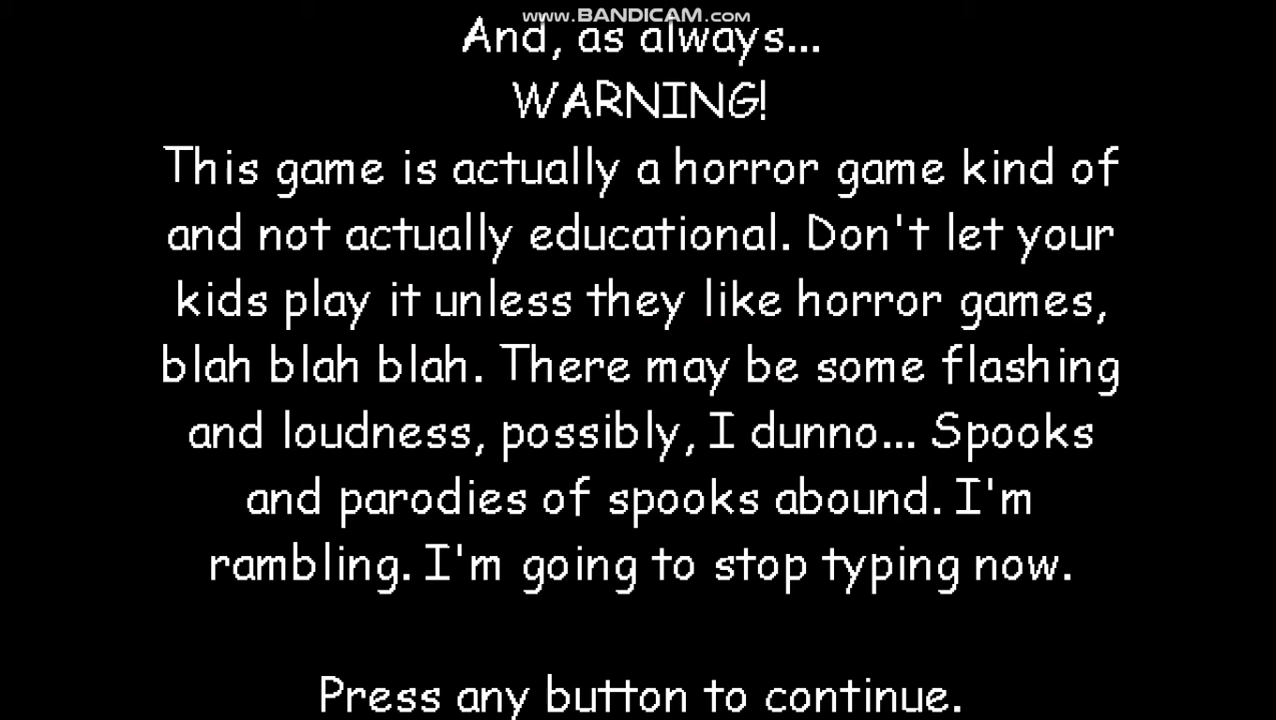 www.BANDICAM.com
And, as always...
WARNING!
This game is actually a horror game kind of
and not actually educational. Don't let your
kids play it unless they like horror games,
blah blah blah. There may be some flashing
and loudness, possibly, I dunno... Spooks
and parodies of spooks abound. I'm
rambling. I'm going to stop typing now.
Press any button to continue.